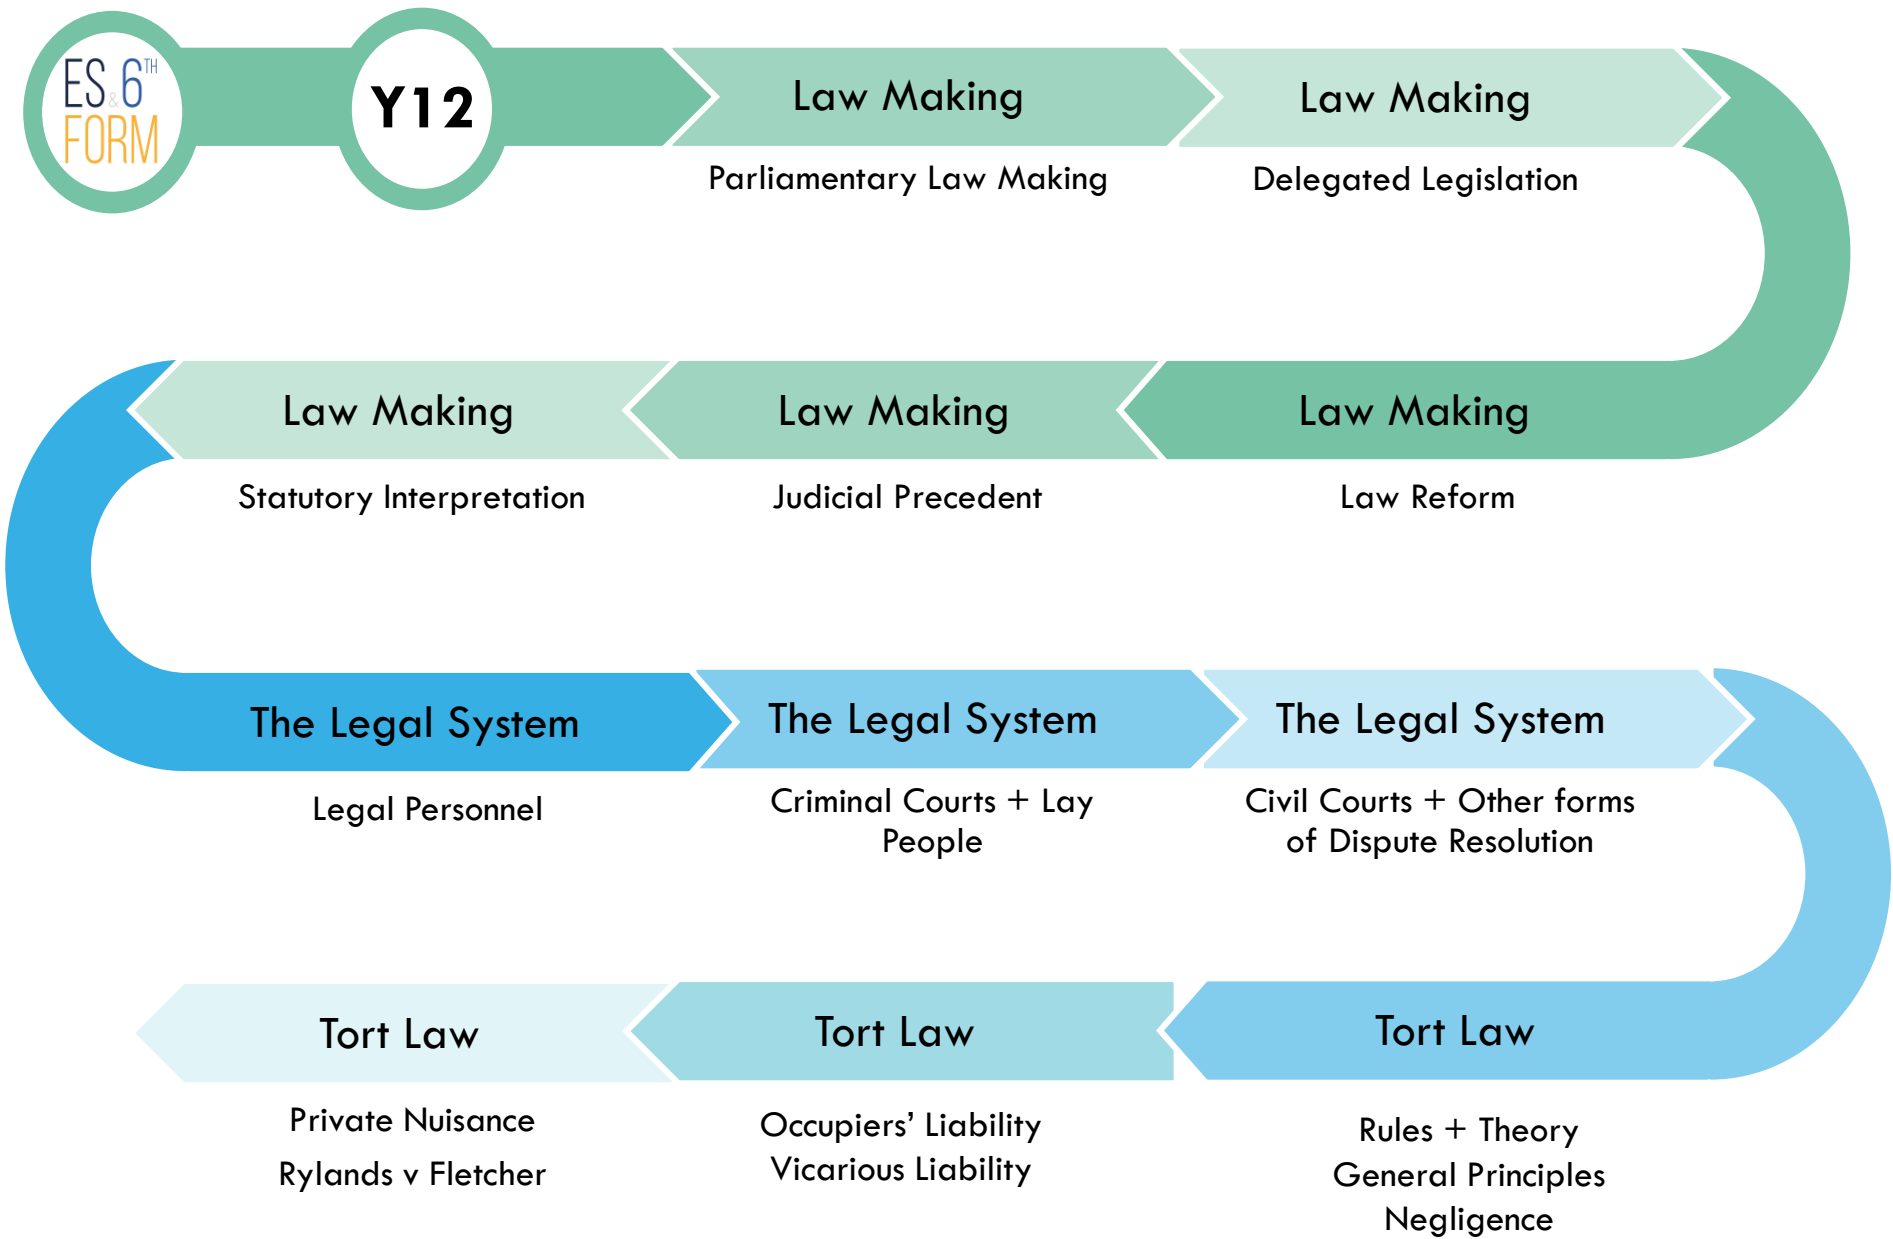 ES & 6TH
FORM
Y12
Law Making
Parliamentary Law Making
Law Making
Delegated Legislation
Law Making
Law Reform
Law Making
Judicial Precedent
Law Making
Statutory Interpretation
The Legal System
Legal Personnel
The Legal System
Criminal Courts + Lay
People
The Legal System
Civil Courts + Other forms
of Dispute Resolution
Tort Law
Rules + Theory
General Principles
Negligence
Tort Law
Occupiers’ Liability
Vicarious Liability
Tort Law
Private Nuisance
Rylands v Fletcher